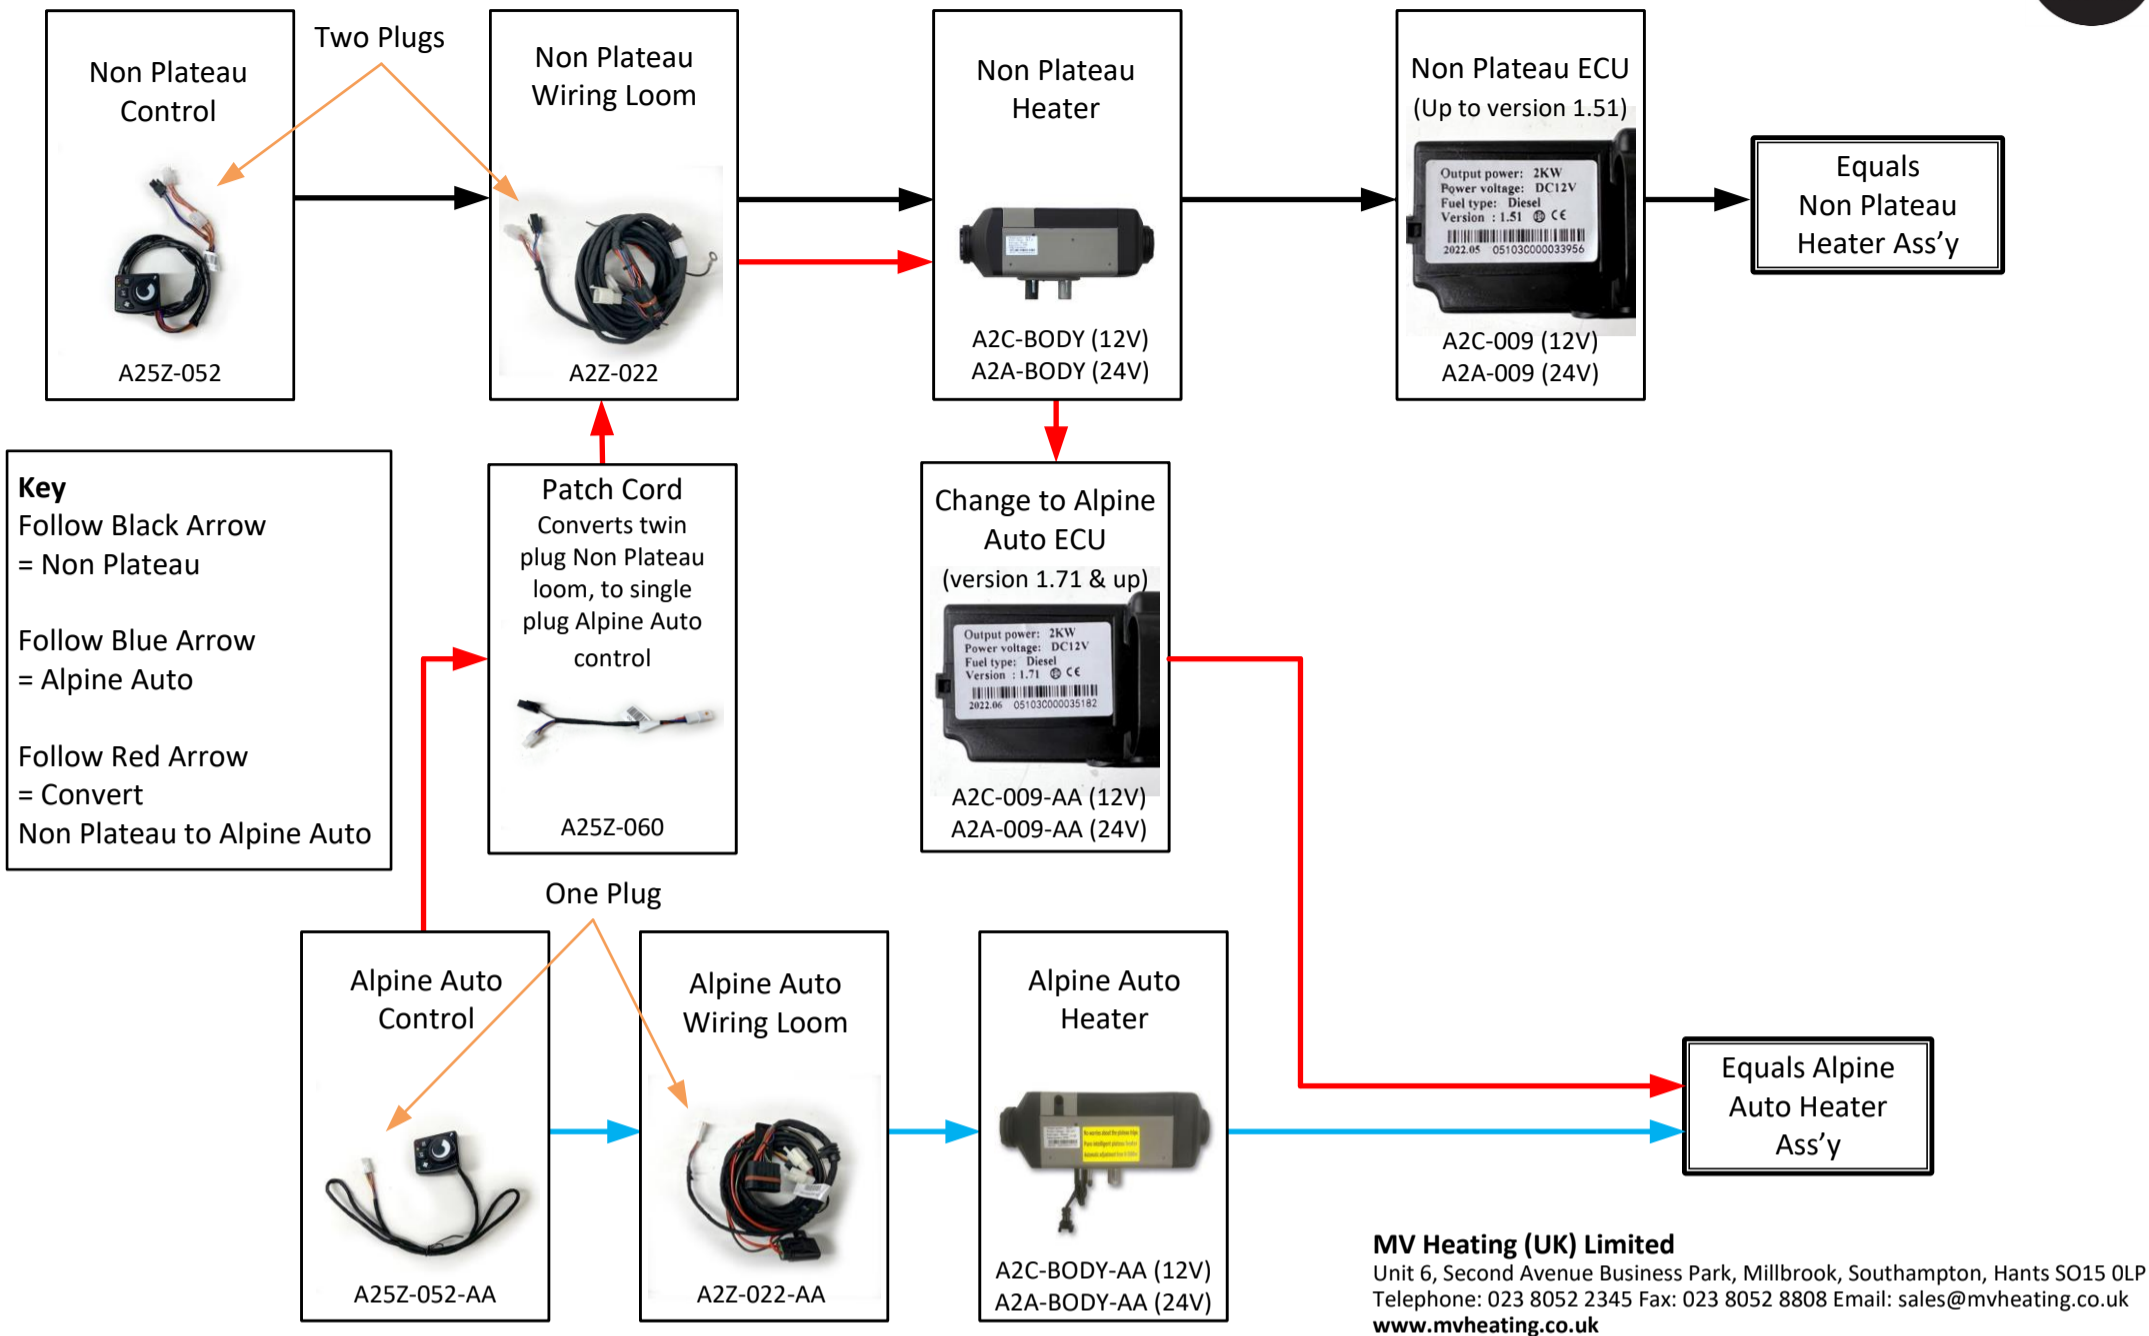 Two Plugs
Non Plateau
Control
A25Z-052
Non Plateau
Wiring Loom
A2Z-022
Non Plateau
Heater
A2C-BODY (12V)
A2A-BODY (24V)
Non Plateau ECU
(Up to version 1.51)
Output power: 2KW
Power voltage: DC12V
Fuel type: Diesel
Version : 1.51 CE
2022.05 05103C000033956
A2C-009 (12V)
A2A-009 (24V)
Equals
Non Plateau
Heater Ass’y
Key
Follow Black Arrow
= Non Plateau
Follow Blue Arrow
= Alpine Auto
Follow Red Arrow
= Convert
Non Plateau to Alpine Auto
Patch Cord
Converts twin
plug Non Plateau
loom, to single
plug Alpine Auto
control
A25Z-060
Change to Alpine
Auto ECU
(version 1.71 & up)
Output power: 2KW
Power voltage: DC12V
Fuel type: Diesel
Version : 1.71 CE
2022.06 05103C000035182
A2C-009-AA (12V)
A2A-009-AA (24V)
One Plug
Alpine Auto
Control
A25Z-052-AA
Alpine Auto
Wiring Loom
A2Z-022-AA
Alpine Auto
Heater
A2C-BODY-AA (12V)
A2A-BODY-AA (24V)
Equals Alpine
Auto Heater
Ass’y
MV Heating (UK) Limited
Unit 6, Second Avenue Business Park, Millbrook, Southampton, Hants SO15 0LP
Telephone: 023 8052 2345 Fax: 023 8052 8808 Email: sales@mvheating.co.uk
www.mvheating.co.uk